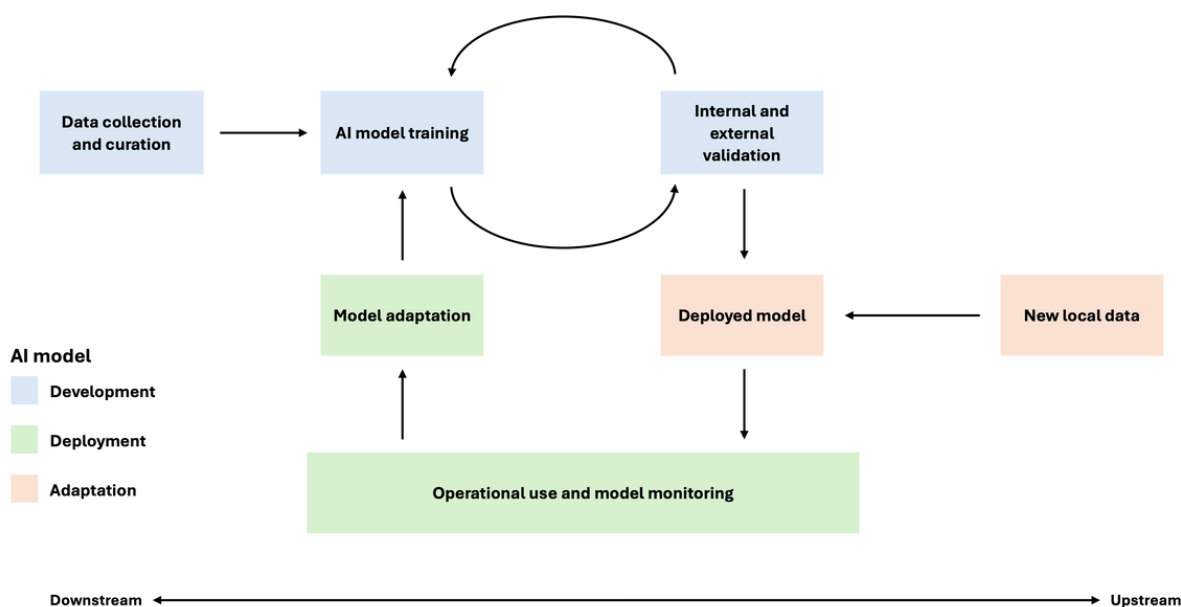 Data collection
and curation
AI model training
Internal and
external
validation
Model adaptation
Deployed model
New local data
AI model
Development
Deployment
Adaptation
Operational use and model monitoring
Downstream
Upstream